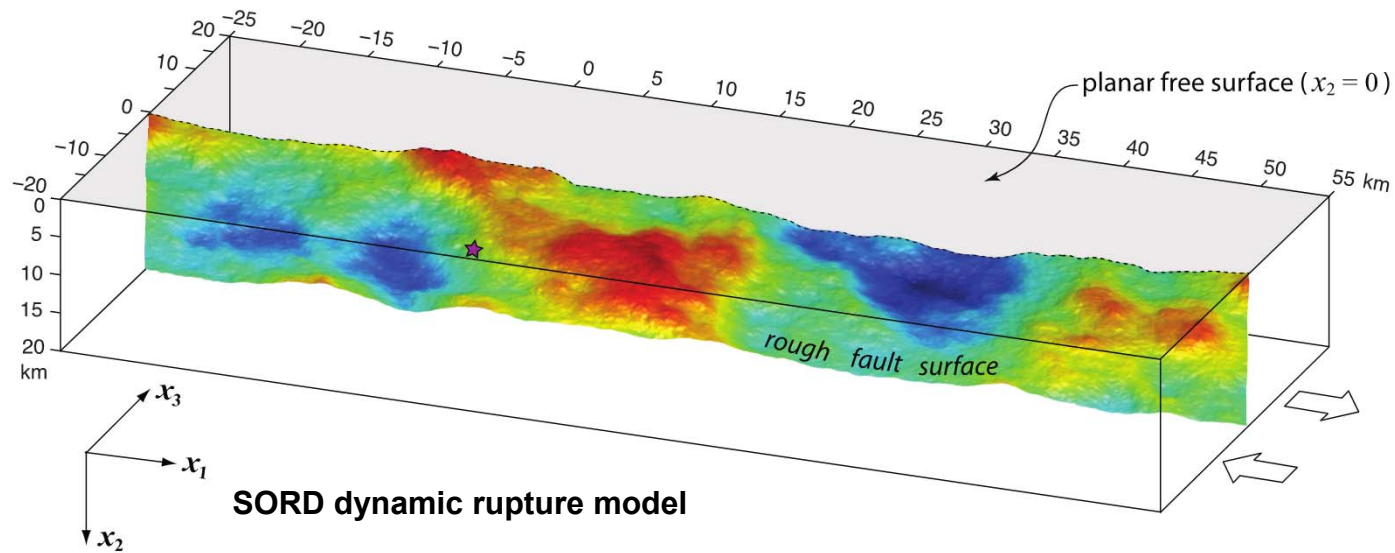 −25 −20 −15 −10 −5 0 5 10 15 20 25 30 35 40 45 50 55 km
20
10
0
−10
−20
planar free surface (x₂ = 0)
0
5
10
15
20
km
rough fault surface
x₃
x₁
x₂
SORD dynamic rupture model